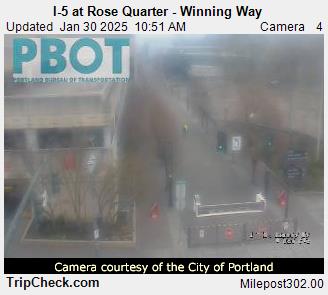 I-5 at Rose Quarter - Winning Way
Updated Jan 30 2025 10:51 AM Camera 4
PBOT
PORTLAND BUREAU OF TRANSPORTATION
Camera courtesy of the City of Portland
TripCheck.com Milepost302.00